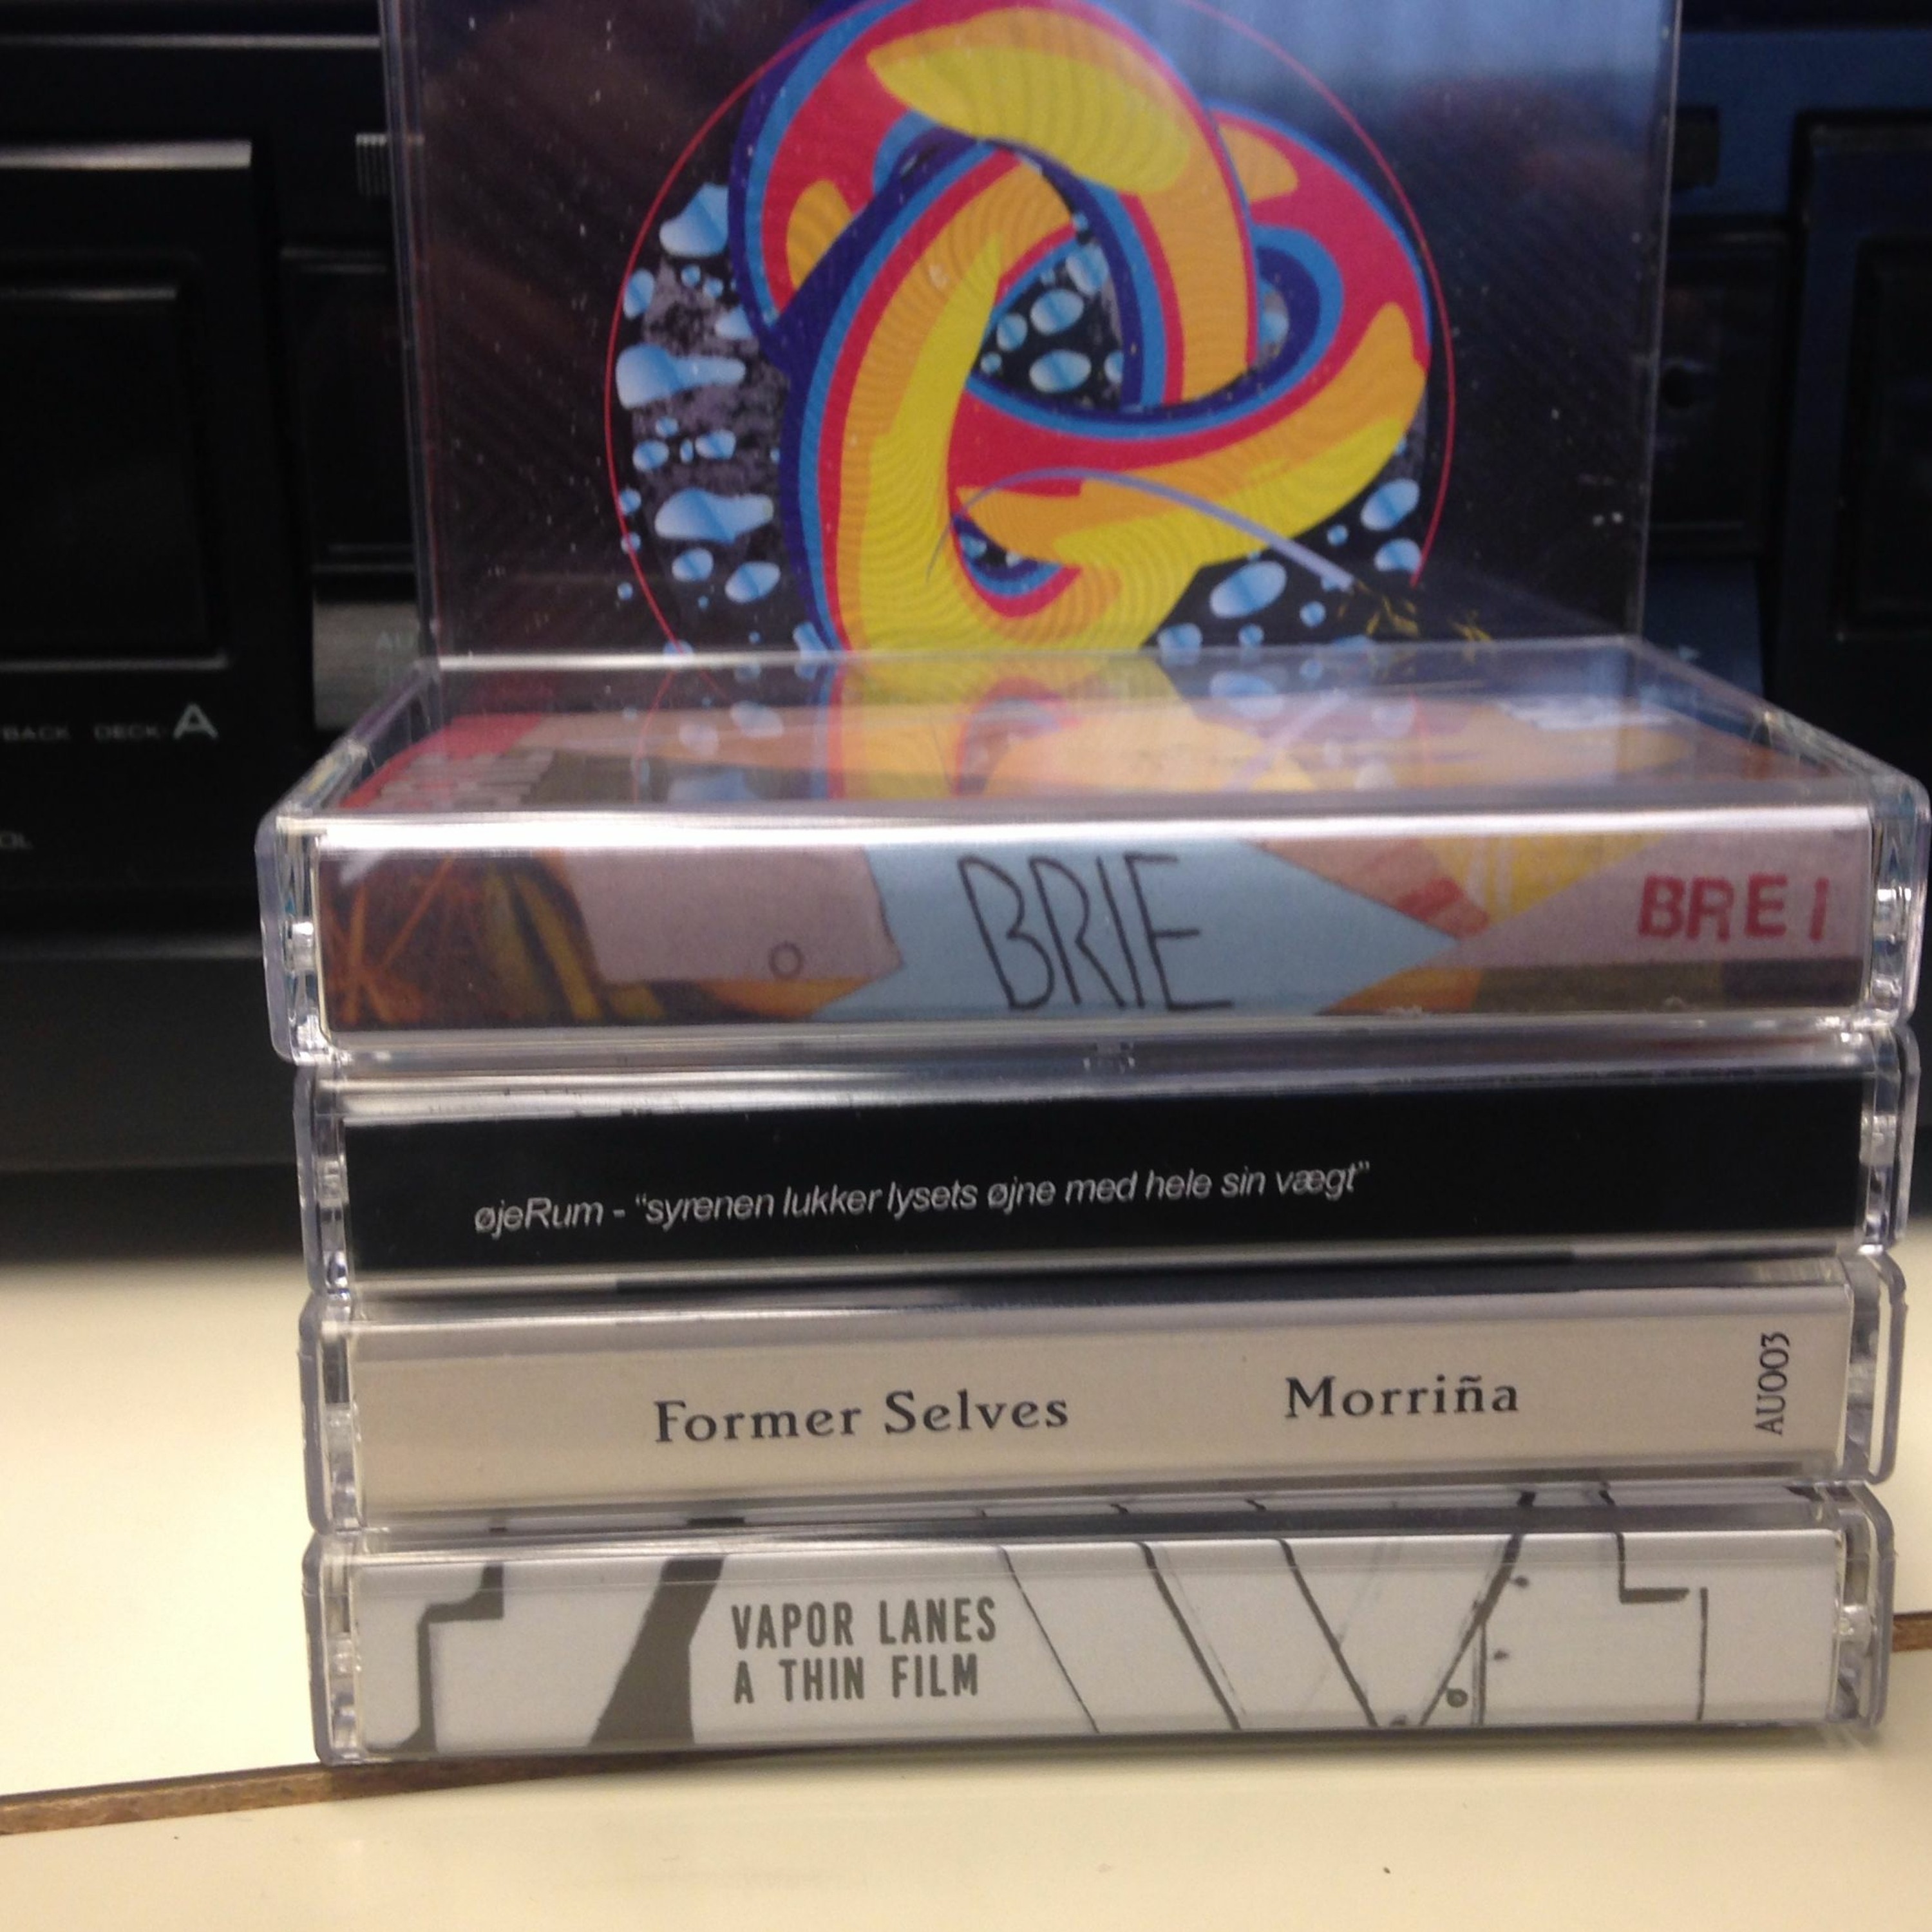 DECK A
BRIE
BREI
øjeRum - “syrenen lukker lysets øjne med hele sin vægt”
Former Selves
Morriña
AU003
VAPOR LANES
A THIN FILM